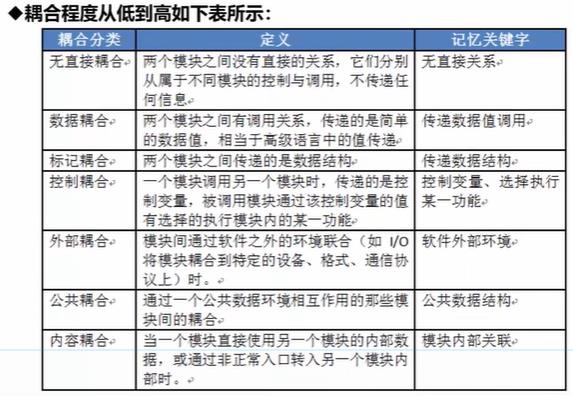 ◆耦合程度从低到高如下表所示：
耦合分类 定义 记忆关键字
无直接耦合 两个模块之间没有直接的关系，它们分别 无直接关系
从属于不同模块的控制与调用，不传递任
何信息。
数据耦合 两个模块之间有调用关系，传递的是简单 传递数据值调用
的数据值，相当于高级语言中的值传递
标记耦合 两个模块之间传递的是数据结构 传递数据结构
控制耦合 一个模块调用另一个模块时，传递的是控 控制变量、选择执行
制变量，被调用模块通过该控制变量的值 某一功能
有选择的执行模块内的某一功能
外部耦合 模块间通过软件之外的环境联合（如 I/O 软件外部环境
将模块耦合到特定的设备、格式、通信协
议上）时。
公共耦合 通过一个公共数据环境相互作用的那些模 公共数据结构
块间的耦合
内容耦合 当一个模块直接使用另一个模块的内部数 模块内部关联
据，或通过非正常入口转入另一个模块内
部时。